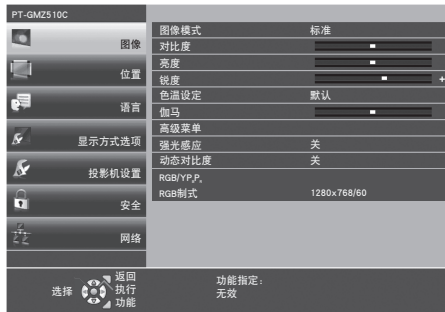 PT-GMZ510C
图像
位置
语言
显示方式选项
投影机设置
安全
网络
图像模式 标准
对比度
亮度
锐度 +
色温设定 默认
伽马
高级菜单
强光感应 关
动态对比度 关
RGB/YPBPR
RGB制式 1280x768/60
选择
返回
执行
功能
功能指定：
无效